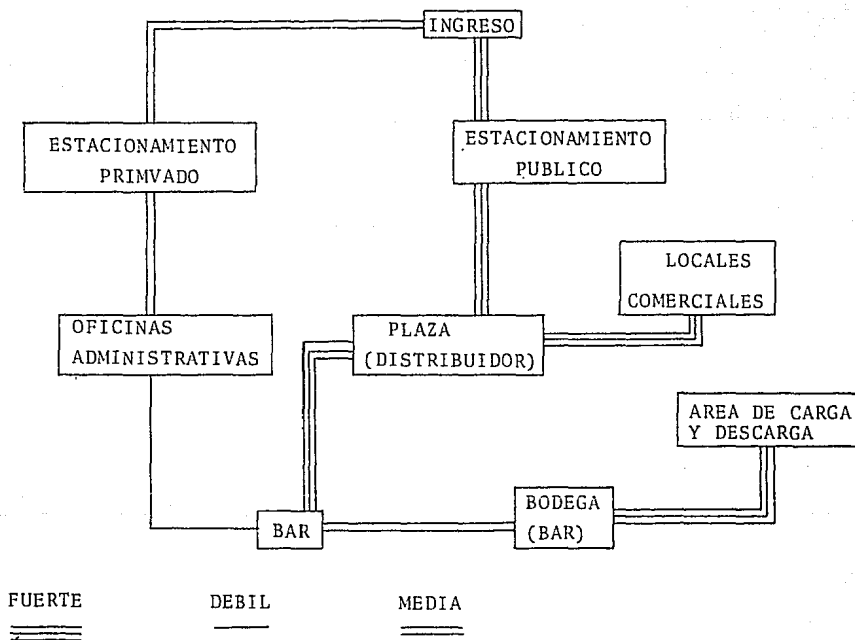 INGRESO
ESTACIONAMIENTO
PRIMVADO
ESTACIONAMIENTO
PUBLICO
LOCALES
COMERCIALES
OFICINAS
ADMINISTRATIVAS
PLAZA
(DISTRIBUIDOR)
AREA DE CARGA
Y DESCARGA
BAR
BODEGA
(BAR)
FUERTE
DEBIL
MEDIA